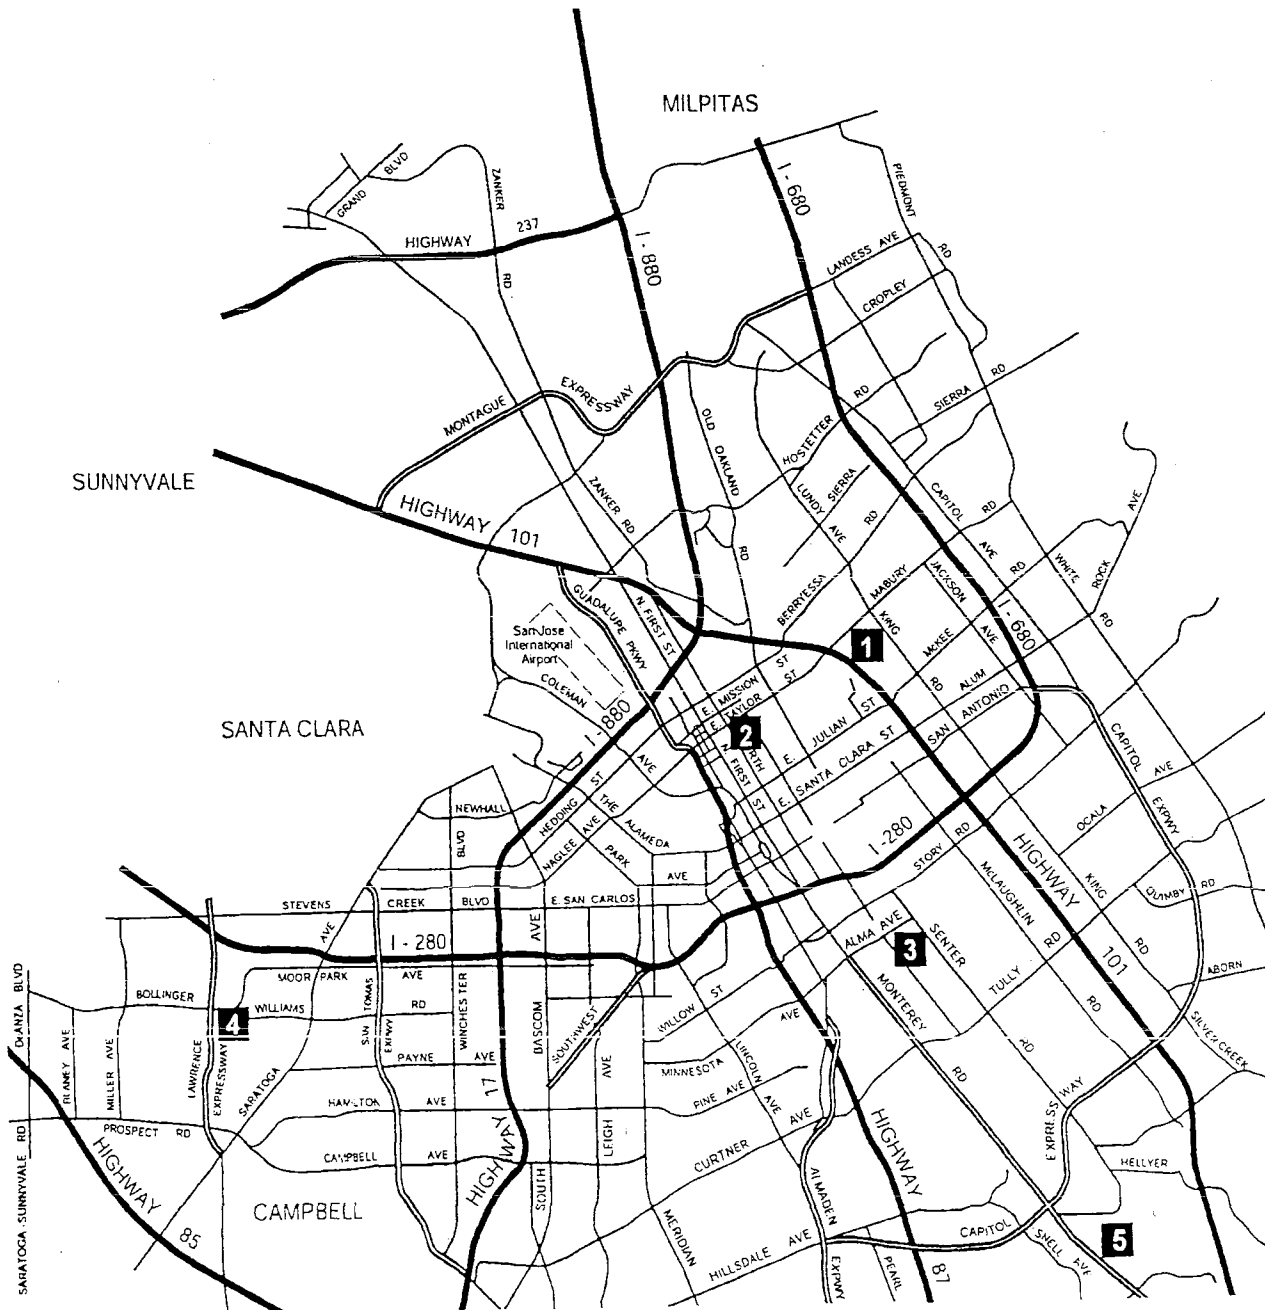 MILPITAS
GRAND BLVD
ZANKER
RD
HIGHWAY 237
I - 880
I - 680
PIEDMONT
RD
LANDESS AVE
CROPLEY
MONTAGUE EXPRESSWAY
SIERRA RD
HOSTETTER RD
OLD OAKLAND
RD
SUNNYVALE
HIGHWAY 101
ZANKER RD
LUNDY AVE
SIERRA
RD
CAPITOL
AVE
RD
RD
WHITE
RD
ROCK AVE
BERRYESSA
MABURY
JACKSON
AVE
KING
RD
MCKEE
ALUM
I - 680
GUADALUPE PKWY
N. FIRST ST
San Jose
International
Airport
COLEMAN
AVE
1
E. MISSION ST
E. TAYLOR ST
2
E. JULIAN ST
E. SANTA CLARA ST
SAN ANTONIO
N. FIRST ST
SANTA CLARA
I - 880
CAPITOL
EXPWY
AVE
OCALA
QUIMBY RD
NEWHALL
HEDDING ST
THE ALAMEDA
NAGLEE AVE
PARK
AVE
BLVD
I - 280
STORY RD
HIGHWAY
101
MCLAUGHLIN
RD
KING
RD
STEVENS CREEK BLVD
E. SAN CARLOS
AVE
I - 280
AVE
MOOR PARK AVE
ALMA AVE
3
SENTER
RD
TULLY
RD
ABORN
SILVER CREEK
BOLLINGER
WILLIAMS
RD
4
SAN TOMAS
EXPWY
WINCHESTER
BASCOM
SOUTHWEST
WILLOW ST
MINNESOTA
AVE
MONTEREY
RD
DEANZA BLVD
BLANEY AVE
MILLER AVE
LAWRENCE
EXPRESSWAY
SARATOGA
PAYNE AVE
HAMILTON AVE
CAMPBELL AVE
17
HIGHWAY
LEIGH
AVE
PINE AVE
LINCOLN
AVE
CURTNER
AVE
HIGHWAY
87
EXPRESS WAY
HELLYER
PROSPECT RD
HIGHWAY
85
SARATOGA - SUNNYVALE RD
CAMPBELL
SOUTH
MERIDIAN
ALMADEN
EXPWY
HILLSDALE AVE
PEARL
CAPITOL
SNELL AVE
5